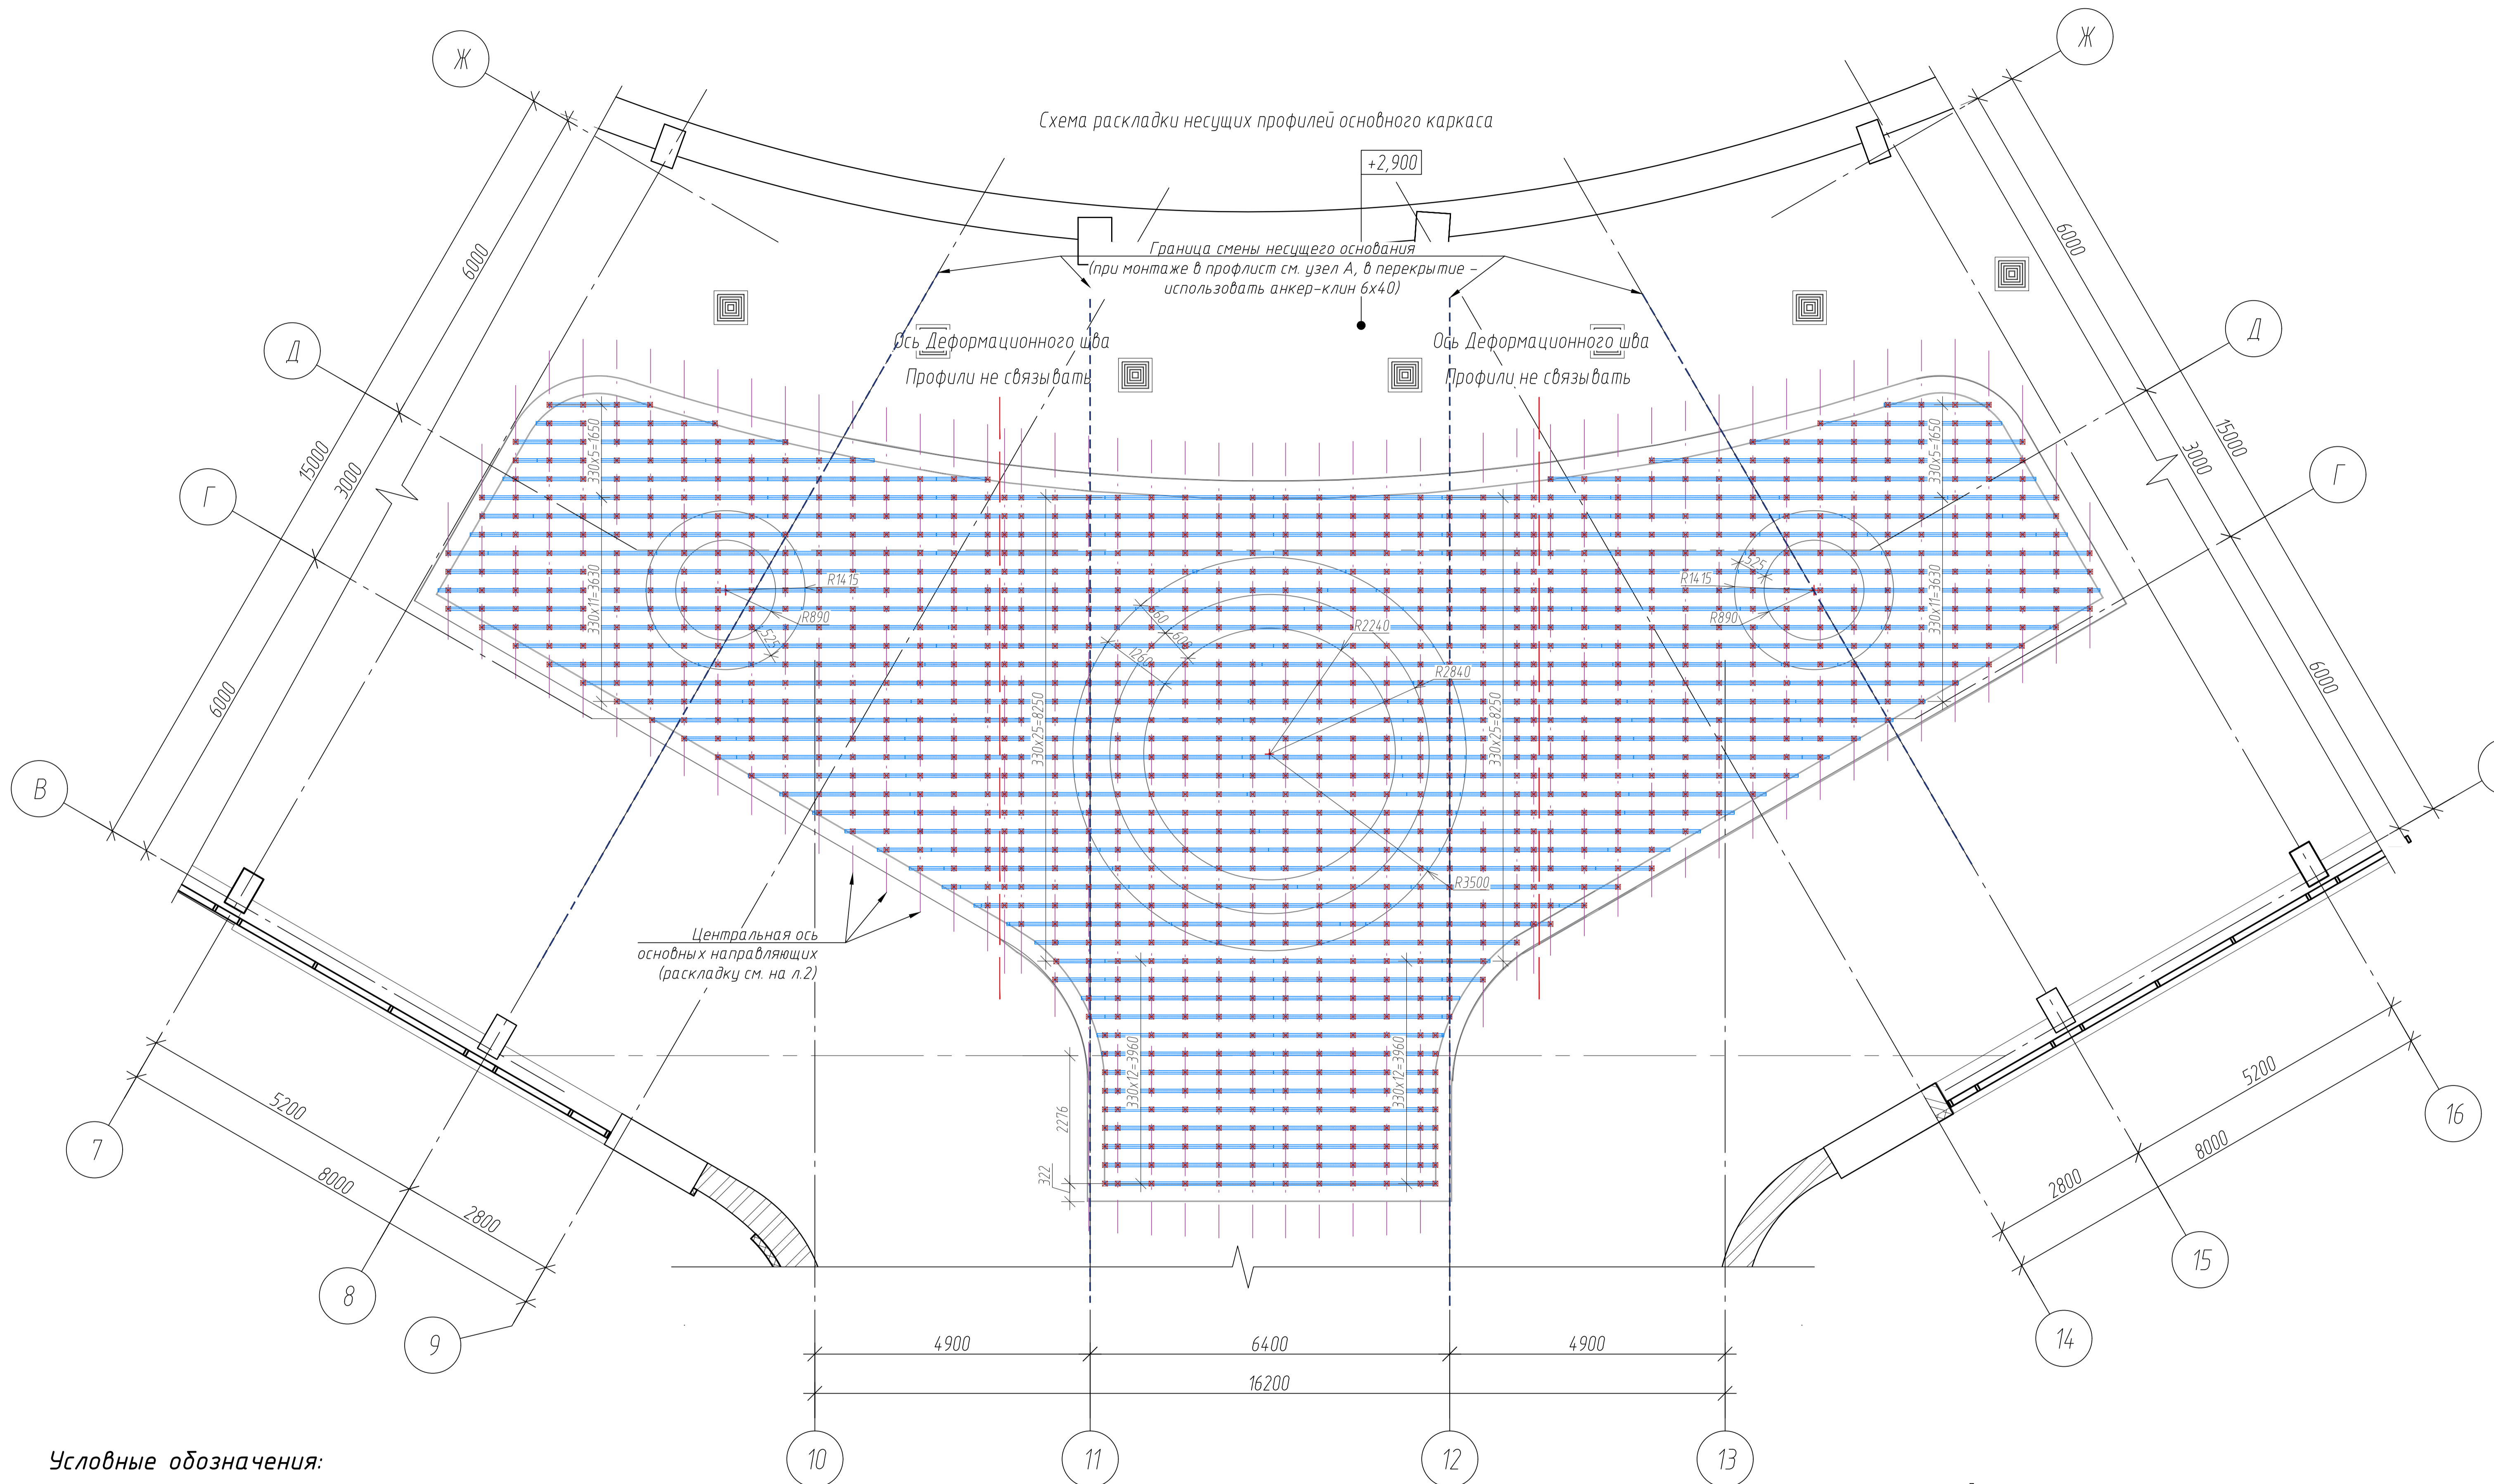 Ж
Ж
Схема раскладки несущих профилей основного каркаса
+2,900
Граница смены несущего основания
(при монтаже в профлист см. узел А, в перекрытие –
использовать анкер-клин 6х40)
6000
6000
Ось Деформационного шва
Ось Деформационного шва
Профили не связывать
Профили не связывать
Д
Д
15000
3000
15000
3000
Г
Г
330х5=1650
330х5=1650
R1415
R890
525
330х11=3630
R1415
525
R890
330х11=3630
660
600
1260
R2240
R2840
R3500
330х25=8250
330х25=8250
6000
6000
В
Центральная ось
основных направляющих
(раскладку см. на л.2)
330х12=3960
330х12=3960
2276
322
5200
8000
2800
5200
8000
2800
7
8
9
16
15
14
4900
6400
4900
16200
10
11
12
13
Условные обозначения: